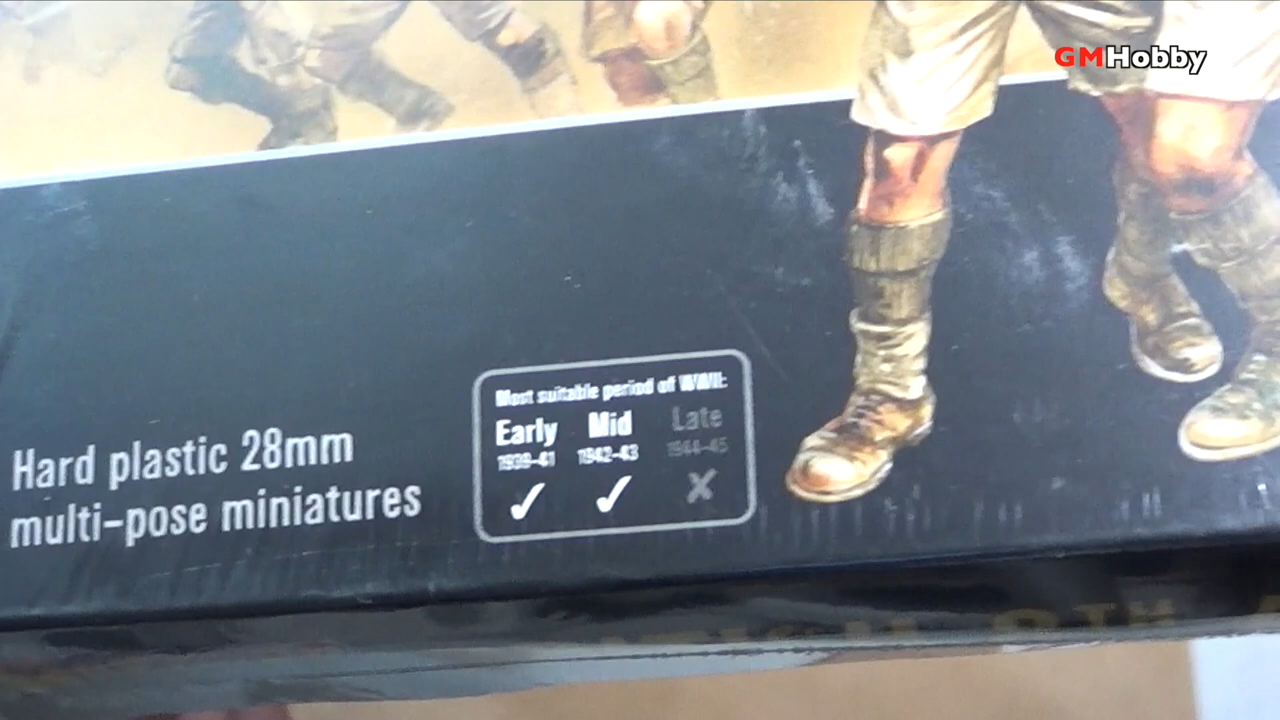 GMHobby
Most suitable period of WWII:
Early Mid Late
1939-41 1942-43 1944-45
✓ ✓ X
Hard plastic 28mm
multi-pose miniatures
8TH